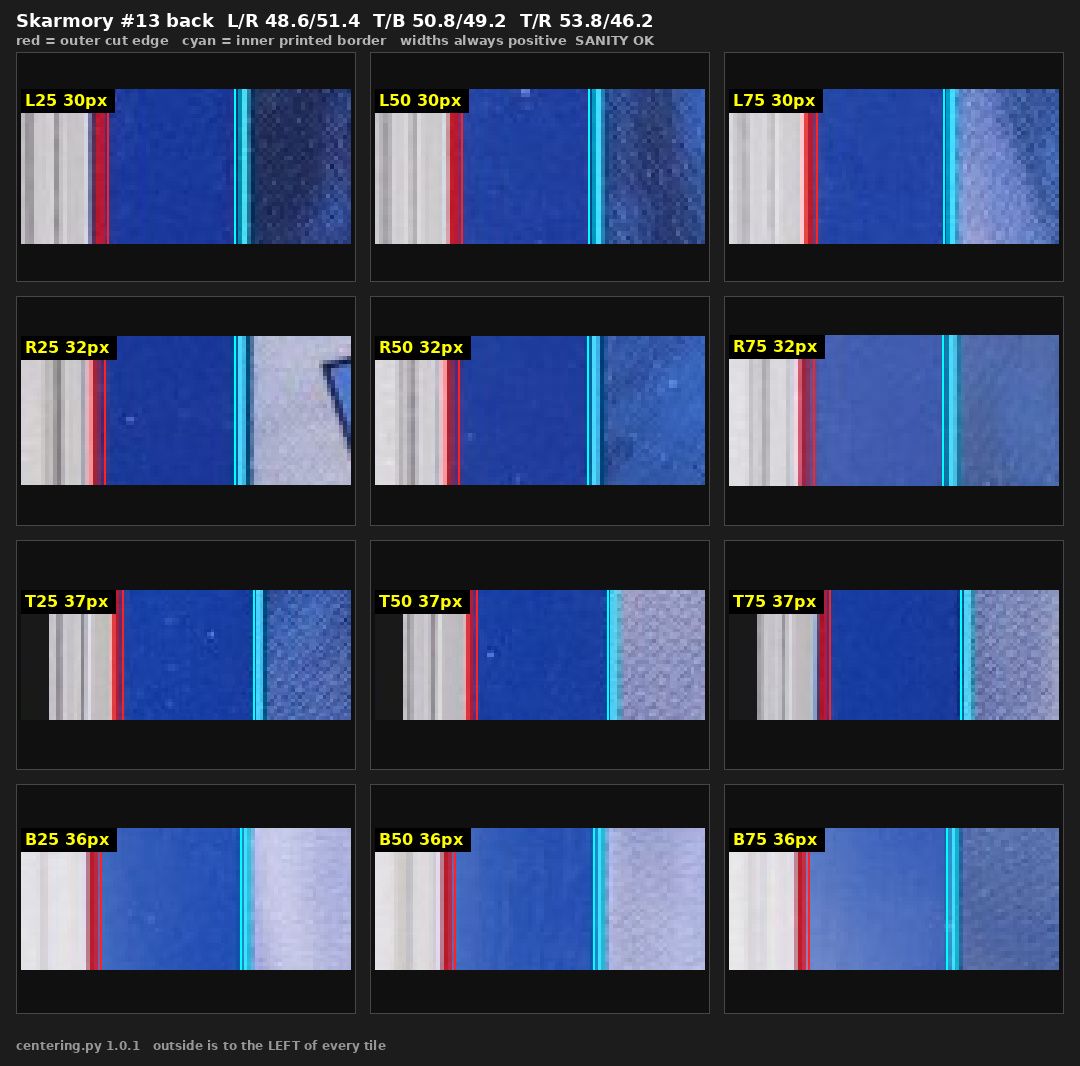 Skarmory #13 back  L/R 48.6/51.4  T/B 50.8/49.2  T/R 53.8/46.2
red = outer cut edge   cyan = inner printed border   widths always positive  SANITY OK
L25 30px
L50 30px
L75 30px
R25 32px
R50 32px
R75 32px
T25 37px
T50 37px
T75 37px
B25 36px
B50 36px
B75 36px
centering.py 1.0.1   outside is to the LEFT of every tile